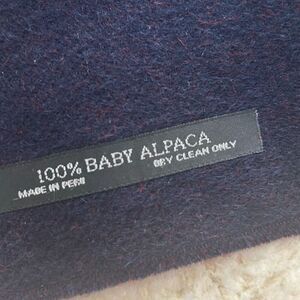 100% BABY ALPACA
MADE IN PERU DRY CLEAN ONLY